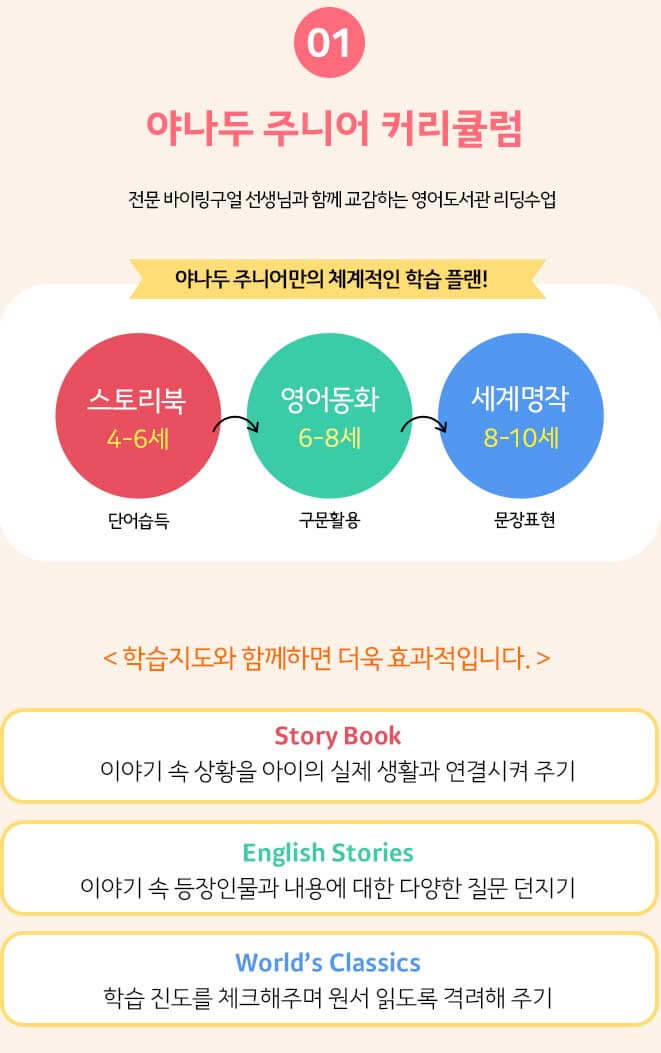 01
야나두 주니어 커리큘럼
전문 바이링구얼 선생님과 함께 교감하는 영어도서관 리딩수업
야나두 주니어만의 체계적인 학습 플랜!
스토리북
4-6세
단어습득
영어동화
6-8세
구문활용
세계명작
8-10세
문장표현
< 학습지도와 함께하면 더욱 효과적입니다. >
Story Book
이야기 속 상황을 아이의 실제 생활과 연결시켜 주기
English Stories
이야기 속 등장인물과 내용에 대한 다양한 질문 던지기
World's Classics
학습 진도를 체크해주며 원서 읽도록 격려해 주기